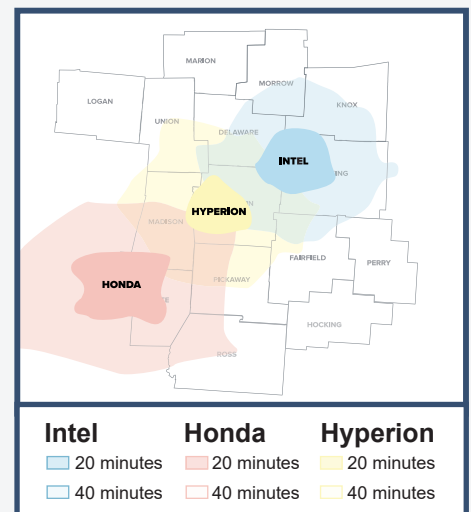 MARION
MORROW
LOGAN
KNOX
UNION
DELAWARE
INTEL
ING
HYPERION
N
MADISON
FAIRFIELD
PERRY
PICKAWAY
HONDA
E
HOCKING
ROSS
Intel Honda Hyperion
20 minutes 20 minutes 20 minutes
40 minutes 40 minutes 40 minutes